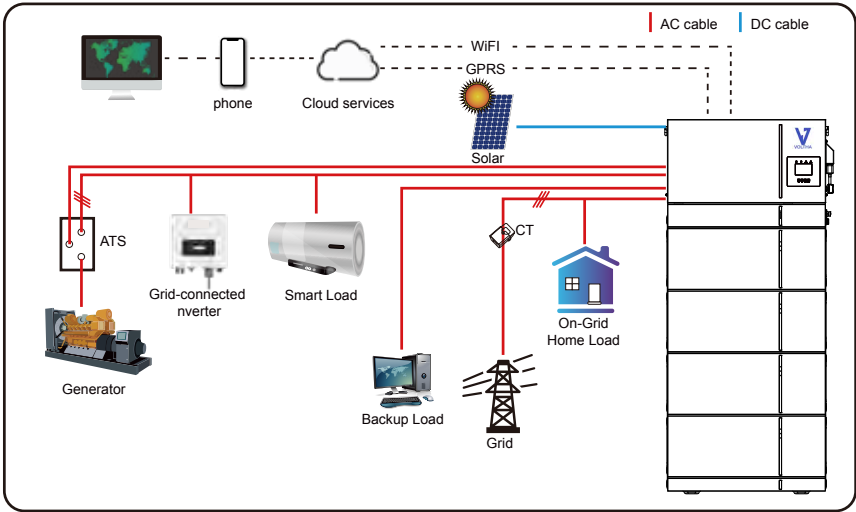 AC cable
DC cable
WiFI
GPRS
phone
Cloud services
Solar
VOLTHA
ATS
CT
Grid-connected
nverter
Smart Load
On-Grid
Home Load
Generator
Backup Load
Grid